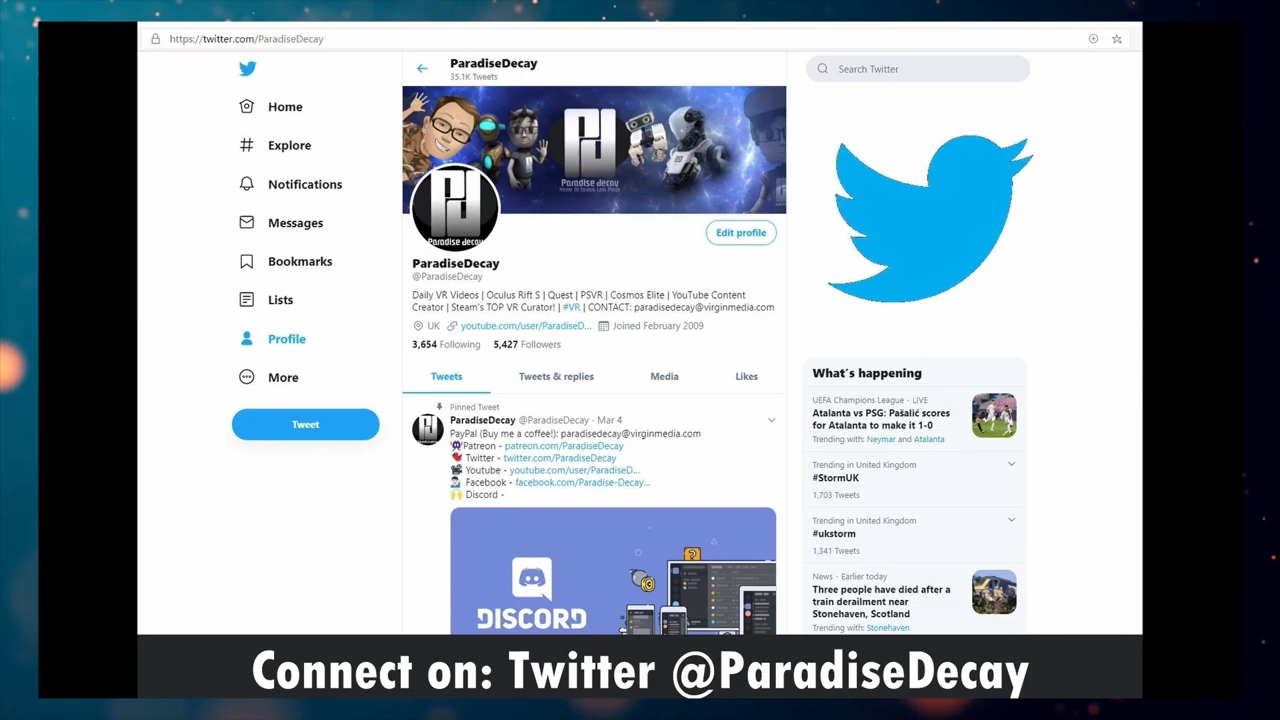 https://twitter.com/ParadiseDecay
Home
Explore
Notifications
Messages
Bookmarks
Lists
Profile
More
Tweet
ParadiseDecay
35.1K Tweets
Paradise decay
Paradise decay
Edit profile
ParadiseDecay
@ParadiseDecay
Daily VR Videos | Oculus Rift S | Quest | PSVR | Cosmos Elite | YouTube Content
Creator | Steam's TOP VR Curator! | #VR | CONTACT: paradisedecay@virginmedia.com
UK youtube.com/user/ParadiseD... Joined February 2009
3,654 Following 5,427 Followers
Tweets Tweets & replies Media Likes
Pinned Tweet
ParadiseDecay @ParadiseDecay · Mar 4
PayPal (Buy me a coffee!): paradisedecay@virginmedia.com
Patreon - patreon.com/ParadiseDecay
Twitter - twitter.com/ParadiseDecay
Youtube - youtube.com/user/ParadiseD...
Facebook - facebook.com/Paradise-Decay...
Discord -
DISCORD
Search Twitter
What's happening
UEFA Champions League · LIVE
Atalanta vs PSG: Pašalić scores
for Atalanta to make it 1-0
Trending with: Neymar and Atalanta
Trending in United Kingdom
#StormUK
1,703 Tweets
Trending in United Kingdom
#ukstorm
1,341 Tweets
News · Earlier today
Three people have died after a
train derailment near
Stonehaven, Scotland
Trending with: Stonehaven
Connect on: Twitter @ParadiseDecay